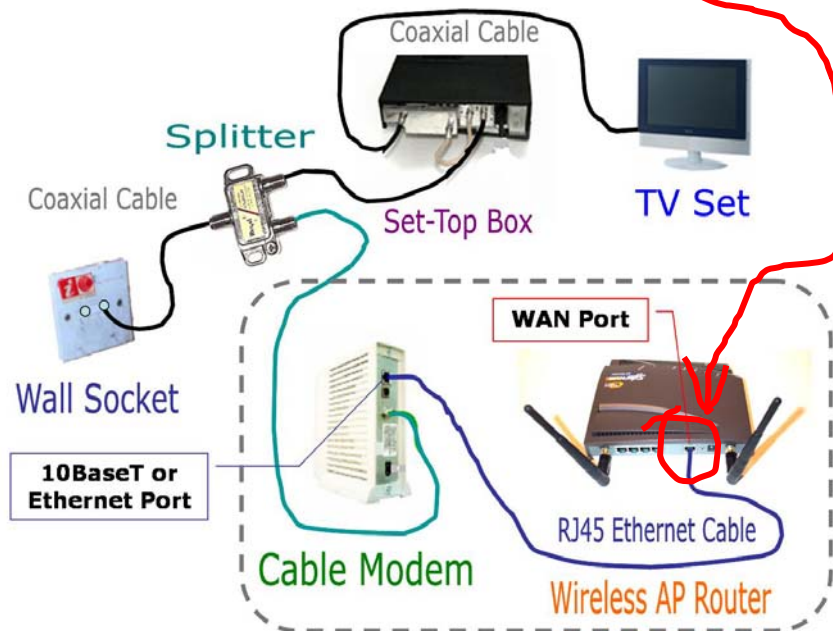 Coaxial Cable
Splitter
Coaxial Cable
Set-Top Box
TV Set
Wall Socket
WAN Port
10BaseT or
Ethernet Port
RJ45 Ethernet Cable
Cable Modem
Wireless AP Router